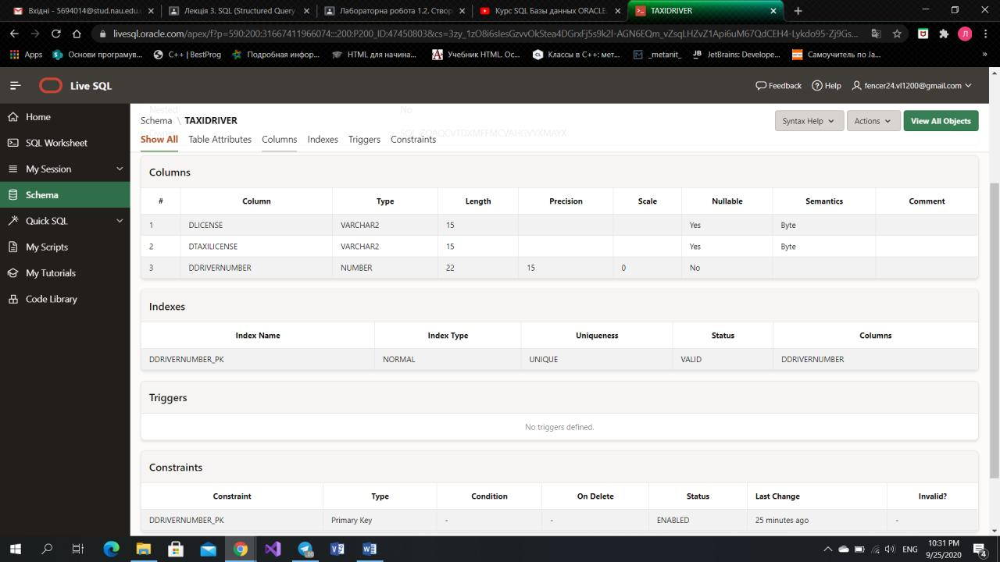 Вхідні - 5694014@stud.nau.edu.
Лекція 3. SQL (Structured Query
Лабораторна робота 1.2. Створ
Курс SQL Базы данных ORACLE.
TAXIDRIVER
livesql.oracle.com/apex/f?p=590:200:31667411966074:::200:P200_ID:47450803&cs=3zy_1zO8i6sIesGzvvOkStea4DGrxFj5s9k2I-AGN6EQm_vZsqLHZvZ1Api6uM67QdCEH4-Lykdo95-Zj9Gs...
Л
Apps
Основи програмув...
C++ | BestProg
Подробная инфор...
HTML для начина...
Учебник HTML. Ос...
Классы в C++: мет...
_metanit_
JetBrains: Develope...
Самоучитель по Ja...
»
Live SQL
Feedback
Help
fencer24.vl1200@gmail.com
Home
SQL Worksheet
My Session
Schema
Quick SQL
My Scripts
My Tutorials
Code Library
Nested No
Schema \ TAXIDRIVER
Syntax Help
Actions
View All Objects
Show All Table Attributes Columns Indexes Triggers Constraints
Columns
# Column Type Length Precision Scale Nullable Semantics Comment
1 DLICENSE VARCHAR2 15 Yes Byte
2 DTAXILICENSE VARCHAR2 15 Yes Byte
3 DDRIVERNUMBER NUMBER 22 15 0 No
Indexes
Index Name Index Type Uniqueness Status Columns
DDRIVERNUMBER_PK NORMAL UNIQUE VALID DDRIVERNUMBER
Triggers
No triggers defined.
Constraints
Constraint Type Condition On Delete Status Last Change Invalid?
DDRIVERNUMBER_PK Primary Key - - ENABLED 25 minutes ago -
ENG
10:31 PM
9/25/2020
4